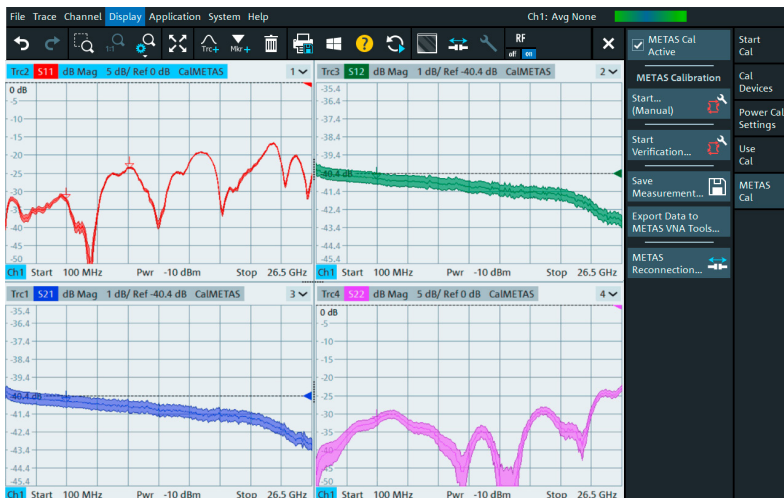 File Trace Channel Display Application System Help
Ch1: Avg None
1:1
Trc+
Mkr+
RF
off on
METAS Cal
Active
METAS Calibration
Start...
(Manual)
Start
Verification...
Save
Measurement...
Export Data to
METAS VNA Tools...
METAS
Reconnection...
Start
Cal
Cal
Devices
Power Cal
Settings
Use
Cal
METAS
Cal
Trc2 S11 dB Mag 5 dB/ Ref 0 dB CalMETAS 1
0 dB
-5
-10
-15
-20
-25
-30
-35
-40
-45
-50
Ch1 Start 100 MHz Pwr -10 dBm Stop 26.5 GHz
Trc3 S12 dB Mag 1 dB/ Ref -40.4 dB CalMETAS 2
-35.4
-36.4
-37.4
-38.4
-39.4
-40.4 dB
-41.4
-42.4
-43.4
-44.4
-45.4
Ch1 Start 100 MHz Pwr -10 dBm Stop 26.5 GHz
Trc1 S21 dB Mag 1 dB/ Ref -40.4 dB CalMETAS 3
-35.4
-36.4
-37.4
-38.4
-39.4
-40.4 dB
-41.4
-42.4
-43.4
-44.4
-45.4
Ch1 Start 100 MHz Pwr -10 dBm Stop 26.5 GHz
Trc4 S22 dB Mag 5 dB/ Ref 0 dB CalMETAS 4
0 dB
-5
-10
-15
-20
-25
-30
-35
-40
-45
-50
Ch1 Start 100 MHz Pwr -10 dBm Stop 26.5 GHz